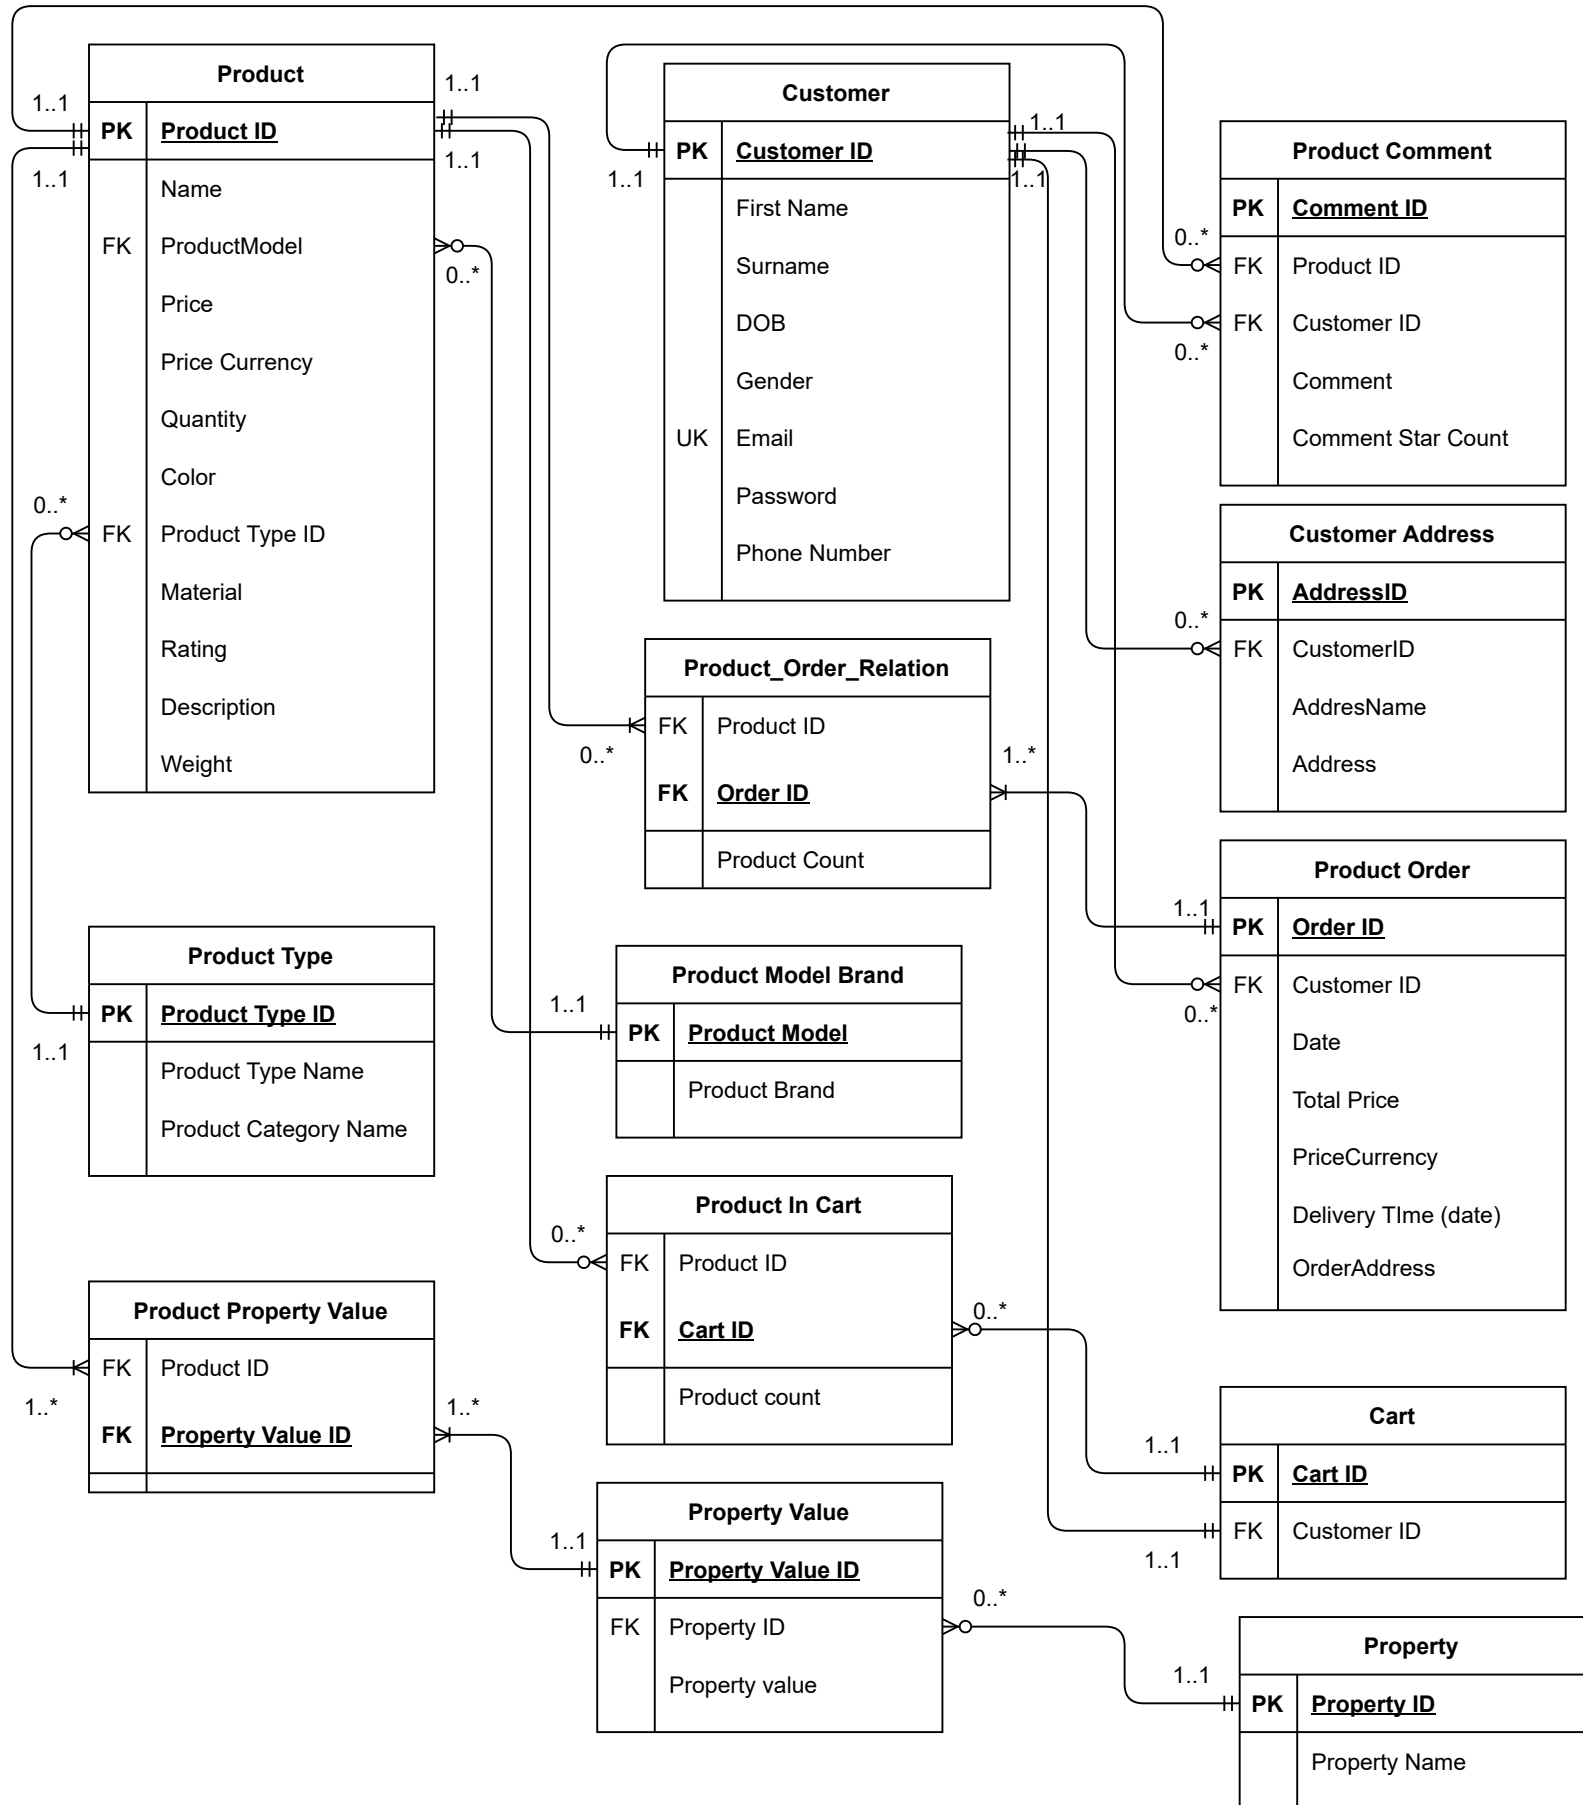 Product
1..1
1..1
PK Product ID
1..1
1..1
Name
FK ProductModel
0..*
Price
Price Currency
Quantity
Color
0..*
FK Product Type ID
Material
Rating
Description
Weight
Customer
1..1
PK Customer ID
1..1
1..1
First Name
Surname
DOB
Gender
UK Email
Password
Phone Number
Product Comment
PK Comment ID
0..*
FK Product ID
FK Customer ID
0..*
Comment
Comment Star Count
Customer Address
PK AddressID
0..*
FK CustomerID
AddresName
Address
Product_Order_Relation
FK Product ID
0..*
1..*
FK Order ID
Product Count
Product Order
1..1
PK Order ID
FK Customer ID
0..*
Date
Total Price
PriceCurrency
Delivery TIme (date)
OrderAddress
Product Type
PK Product Type ID
1..1
Product Type Name
Product Category Name
Product Model Brand
1..1
PK Product Model
Product Brand
Product In Cart
0..*
FK Product ID
0..*
FK Cart ID
Product count
Product Property Value
FK Product ID
1..*
1..*
FK Property Value ID
Cart
1..1
PK Cart ID
FK Customer ID
1..1
Property Value
1..1
PK Property Value ID
0..*
FK Property ID
Property value
Property
1..1
PK Property ID
Property Name